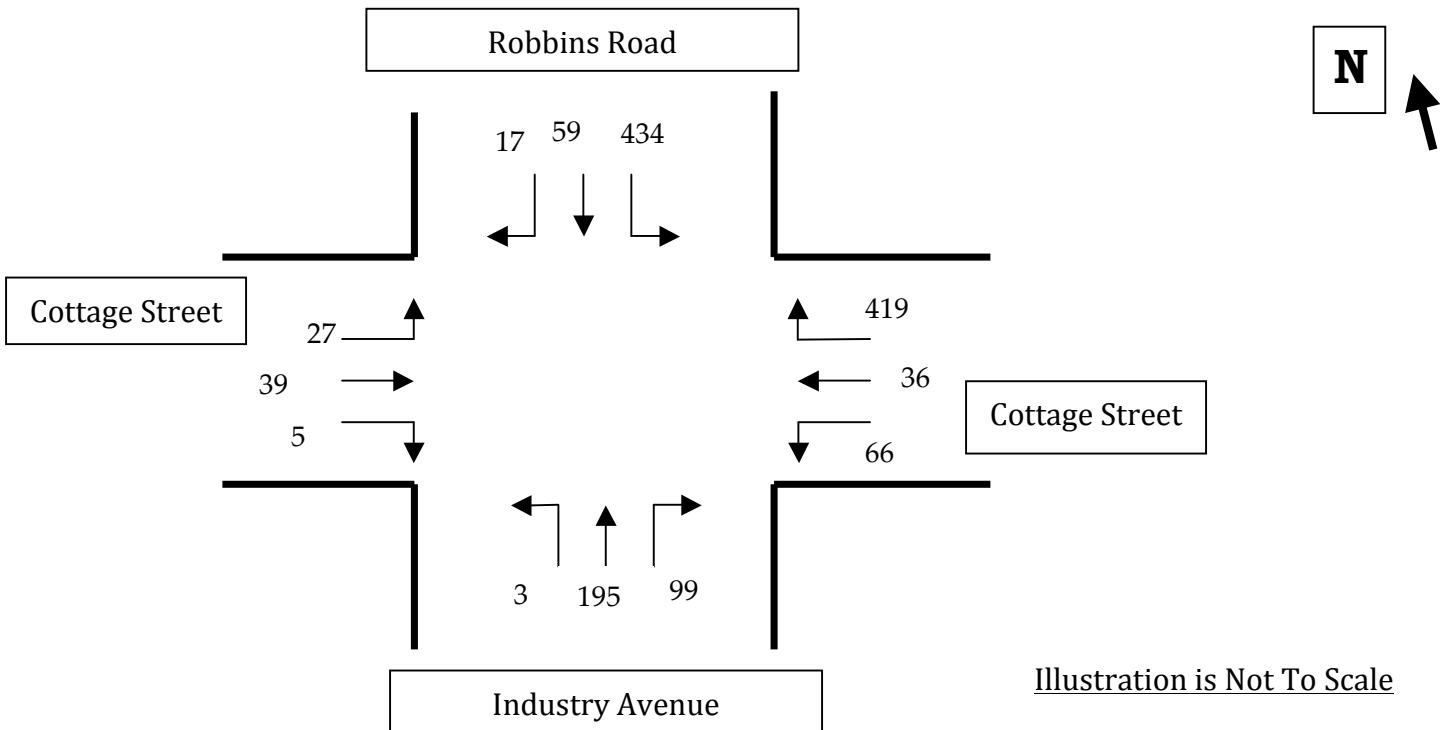 Robbins Road
N
17 59 434
Cottage Street
27
39
5
419
36
66
Cottage Street
3 195 99
Industry Avenue
Illustration is Not To Scale